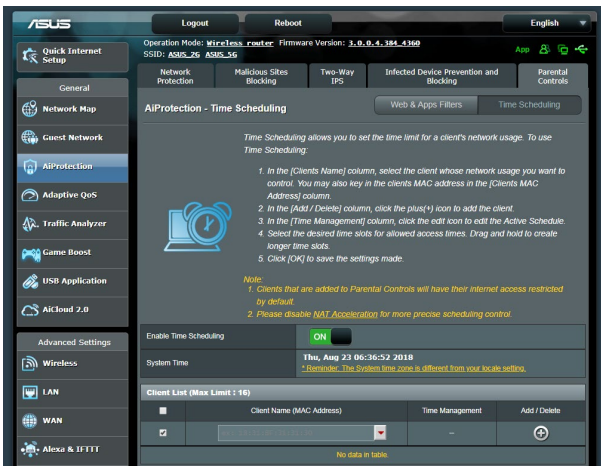 ASUS
Logout
Reboot
English
Operation Mode: Wireless router Firmware Version: 3.0.0.4.384_4360
SSID: ASUS_2G ASUS_5G
App
Quick Internet
Setup
General
Network Map
Guest Network
AiProtection
Adaptive QoS
Traffic Analyzer
Game Boost
USB Application
AiCloud 2.0
Advanced Settings
Wireless
LAN
WAN
Alexa & IFTTT
Network
Protection
Malicious Sites
Blocking
Two-Way
IPS
Infected Device Prevention and
Blocking
Parental
Controls
AiProtection - Time Scheduling
Web & Apps Filters
Time Scheduling
Time Scheduling allows you to set the time limit for a client's network usage. To use
Time Scheduling:
1. In the [Clients Name] column, select the client whose network usage you want to
control. You may also key in the clients MAC address in the [Clients MAC
Address] column.
2. In the [Add / Delete] column, click the plus(+) icon to add the client.
3. In the [Time Management] column, click the edit icon to edit the Active Schedule.
4. Select the desired time slots for allowed access times. Drag and hold to create
longer time slots.
5. Click [OK] to save the settings made.
Note:
1. Clients that are added to Parental Controls will have their internet access restricted
by default.
2. Please disable NAT Acceleration for more precise scheduling control.
Enable Time Scheduling
ON
System Time
Thu, Aug 23 06:36:52 2018
* Reminder: The System time zone is different from your locale setting.
Client List (Max Limit : 16)
Client Name (MAC Address)
Time Management
Add / Delete
–
No data in table.